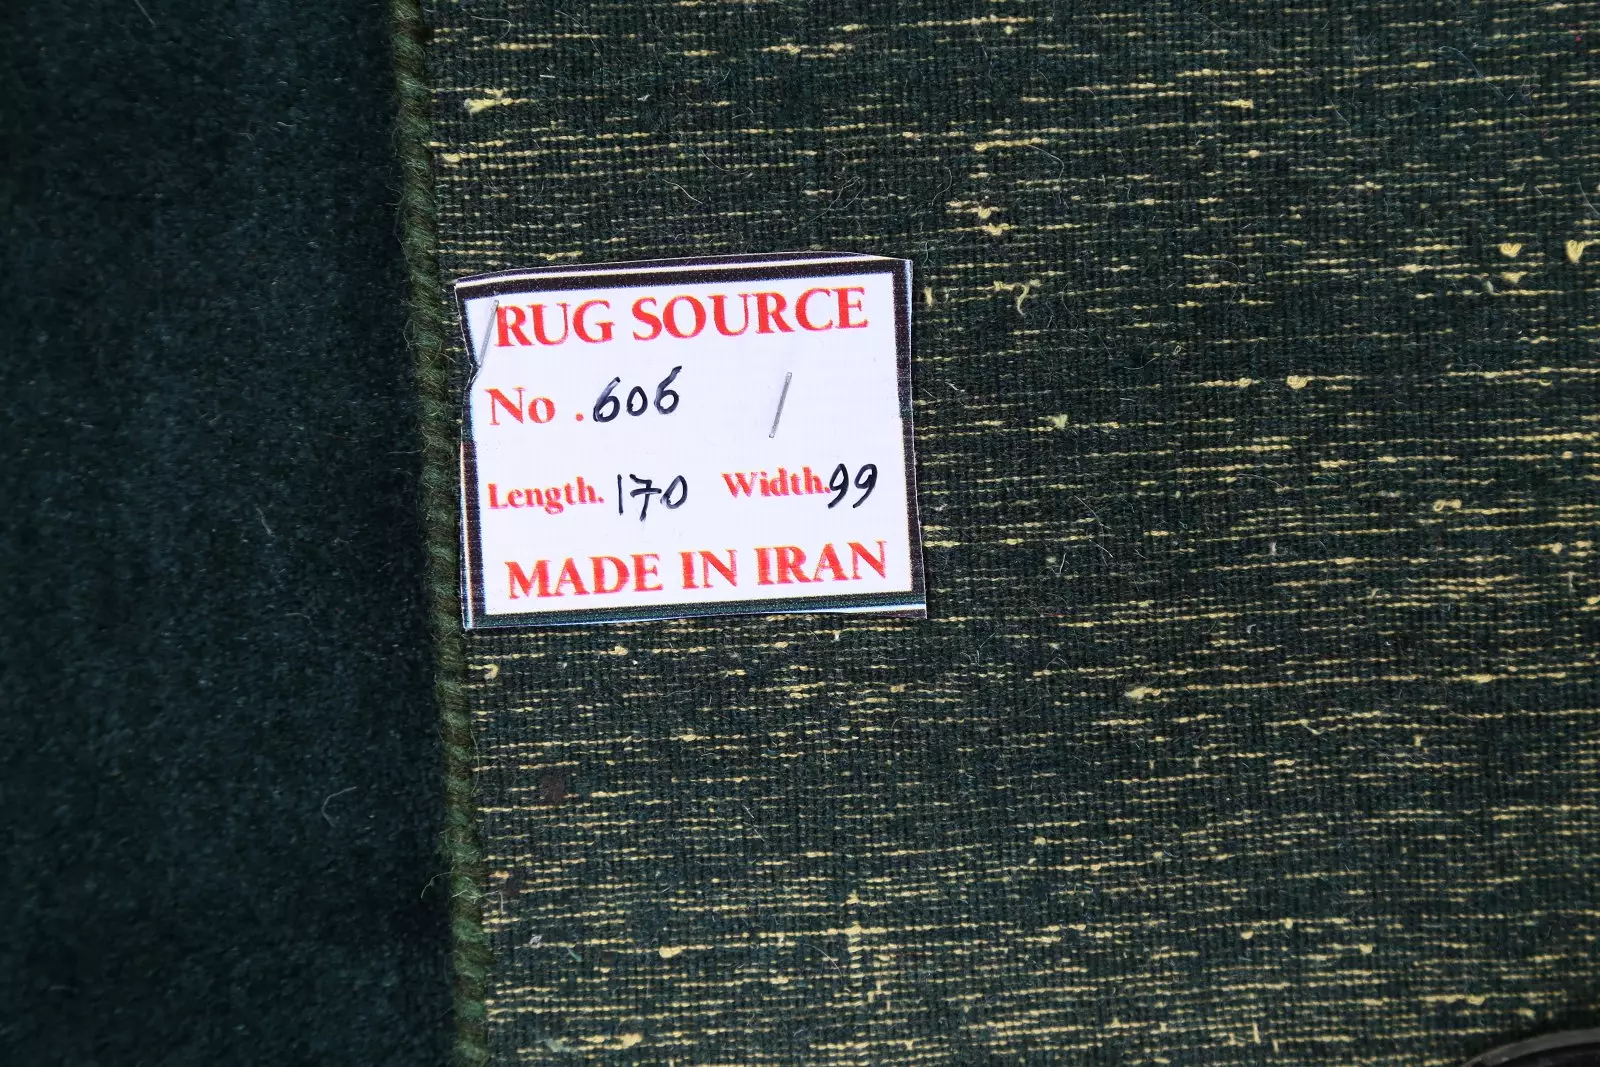 RUG SOURCE
No . 606
Length. 170 Width. 99
MADE IN IRAN